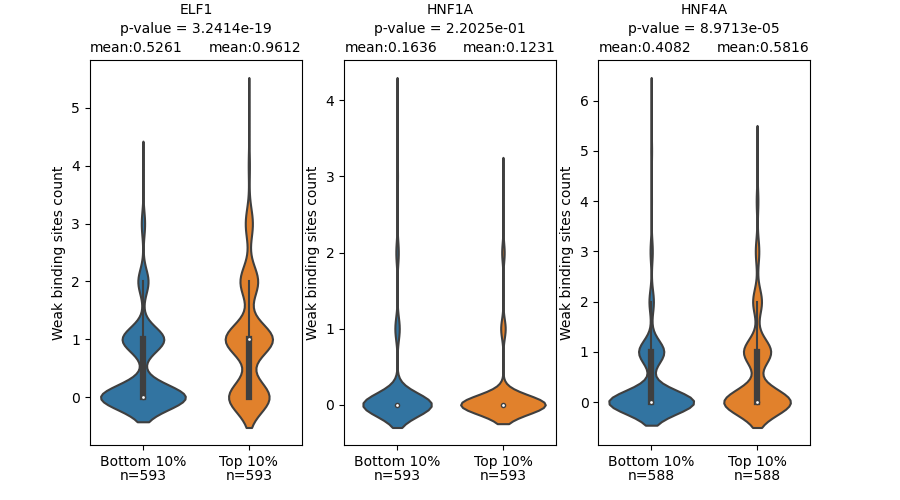 ELF1
p-value = 3.2414e-19
mean:0.5261 mean:0.9612
Weak binding sites count
5
4
3
2
1
0
Bottom 10% Top 10%
n=593 n=593
HNF1A
p-value = 2.2025e-01
mean:0.1636 mean:0.1231
Weak binding sites count
4
3
2
1
0
Bottom 10% Top 10%
n=593 n=593
HNF4A
p-value = 8.9713e-05
mean:0.4082 mean:0.5816
Weak binding sites count
6
5
4
3
2
1
0
Bottom 10% Top 10%
n=588 n=588